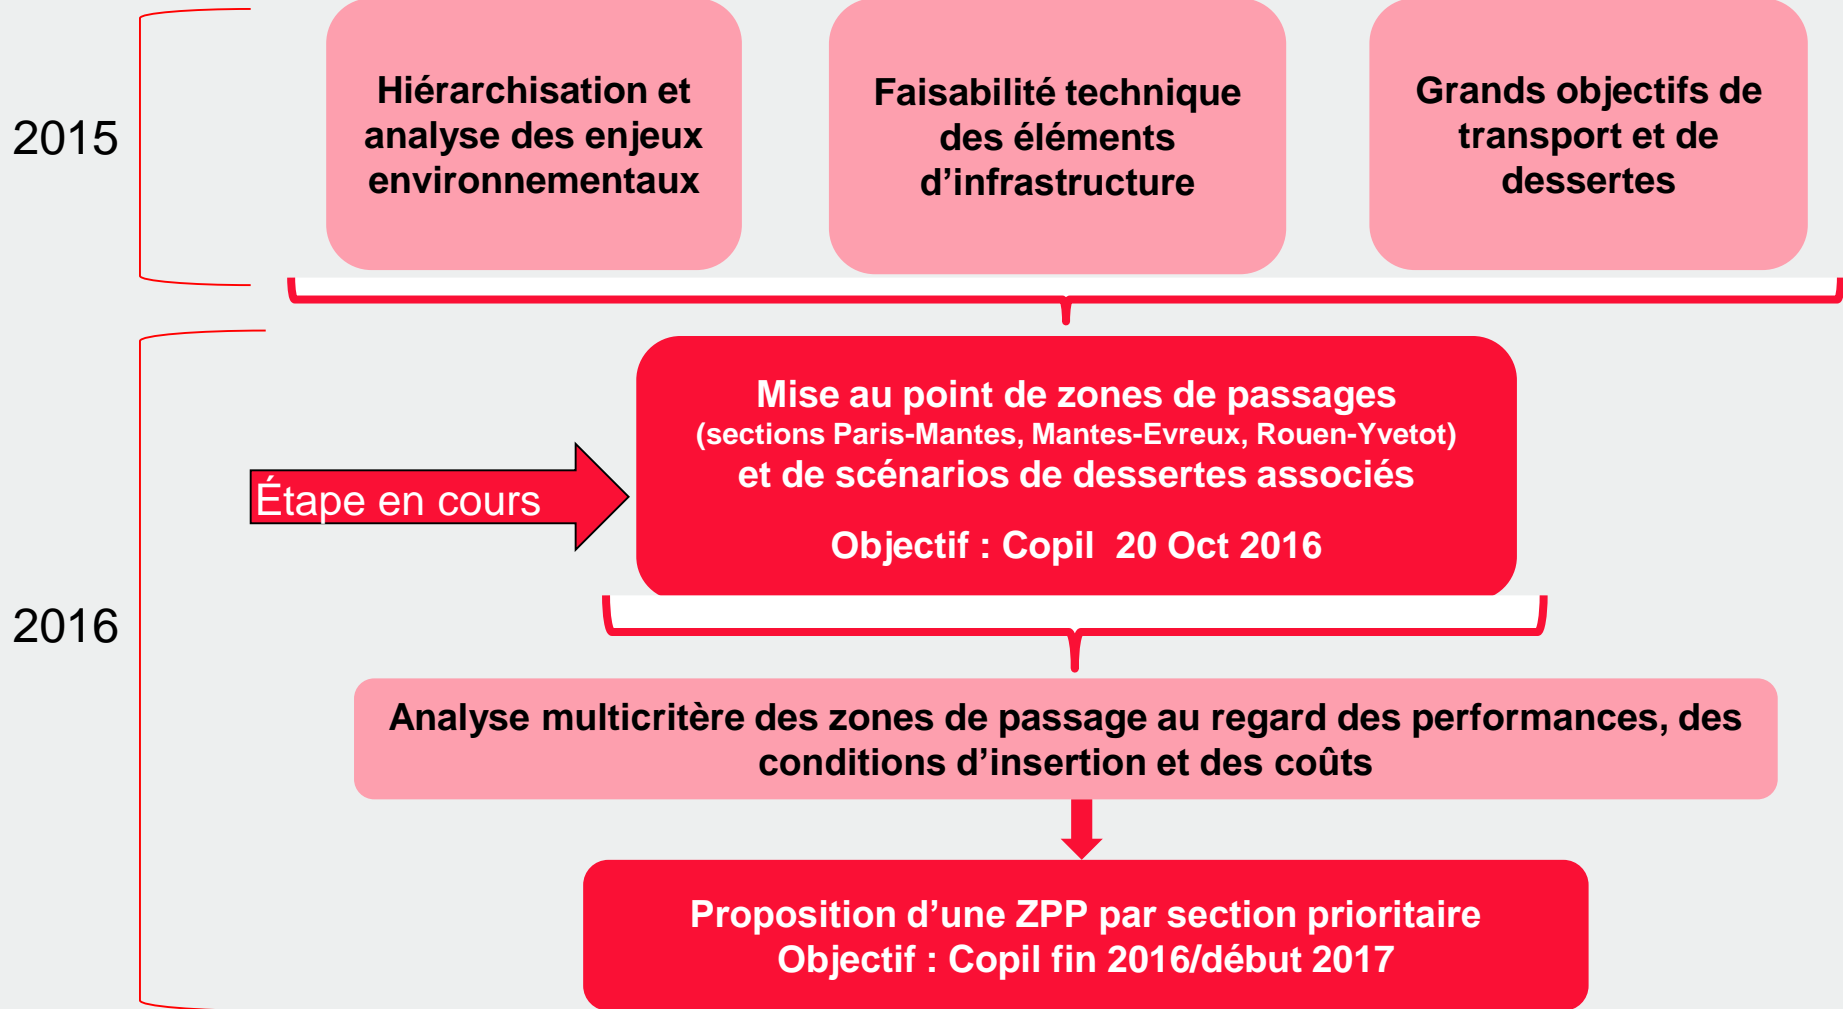 2015
Hiérarchisation et
analyse des enjeux
environnementaux
Faisabilité technique
des éléments
d’infrastructure
Grands objectifs de
transport et de
dessertes
2016
Étape en cours
Mise au point de zones de passages
(sections Paris-Mantes, Mantes-Evreux, Rouen-Yvetot)
et de scénarios de dessertes associés
Objectif : Copil 20 Oct 2016
Analyse multicritère des zones de passage au regard des performances, des
conditions d’insertion et des coûts
Proposition d’une ZPP par section prioritaire
Objectif : Copil fin 2016/début 2017